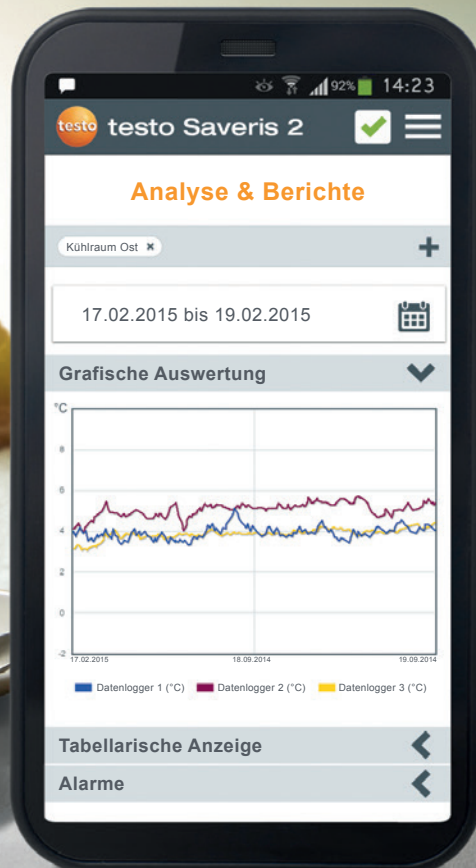 92% 14:23
testo testo Saveris 2
Analyse & Berichte
Kühlraum Ost ×
17.02.2015 bis 19.02.2015
Grafische Auswertung
°C
8
6
4
2
0
-2
17.02.2015 18.09.2014 19.09.2014
Datenlogger 1 (°C) Datenlogger 2 (°C) Datenlogger 3 (°C)
Tabellarische Anzeige
Alarme